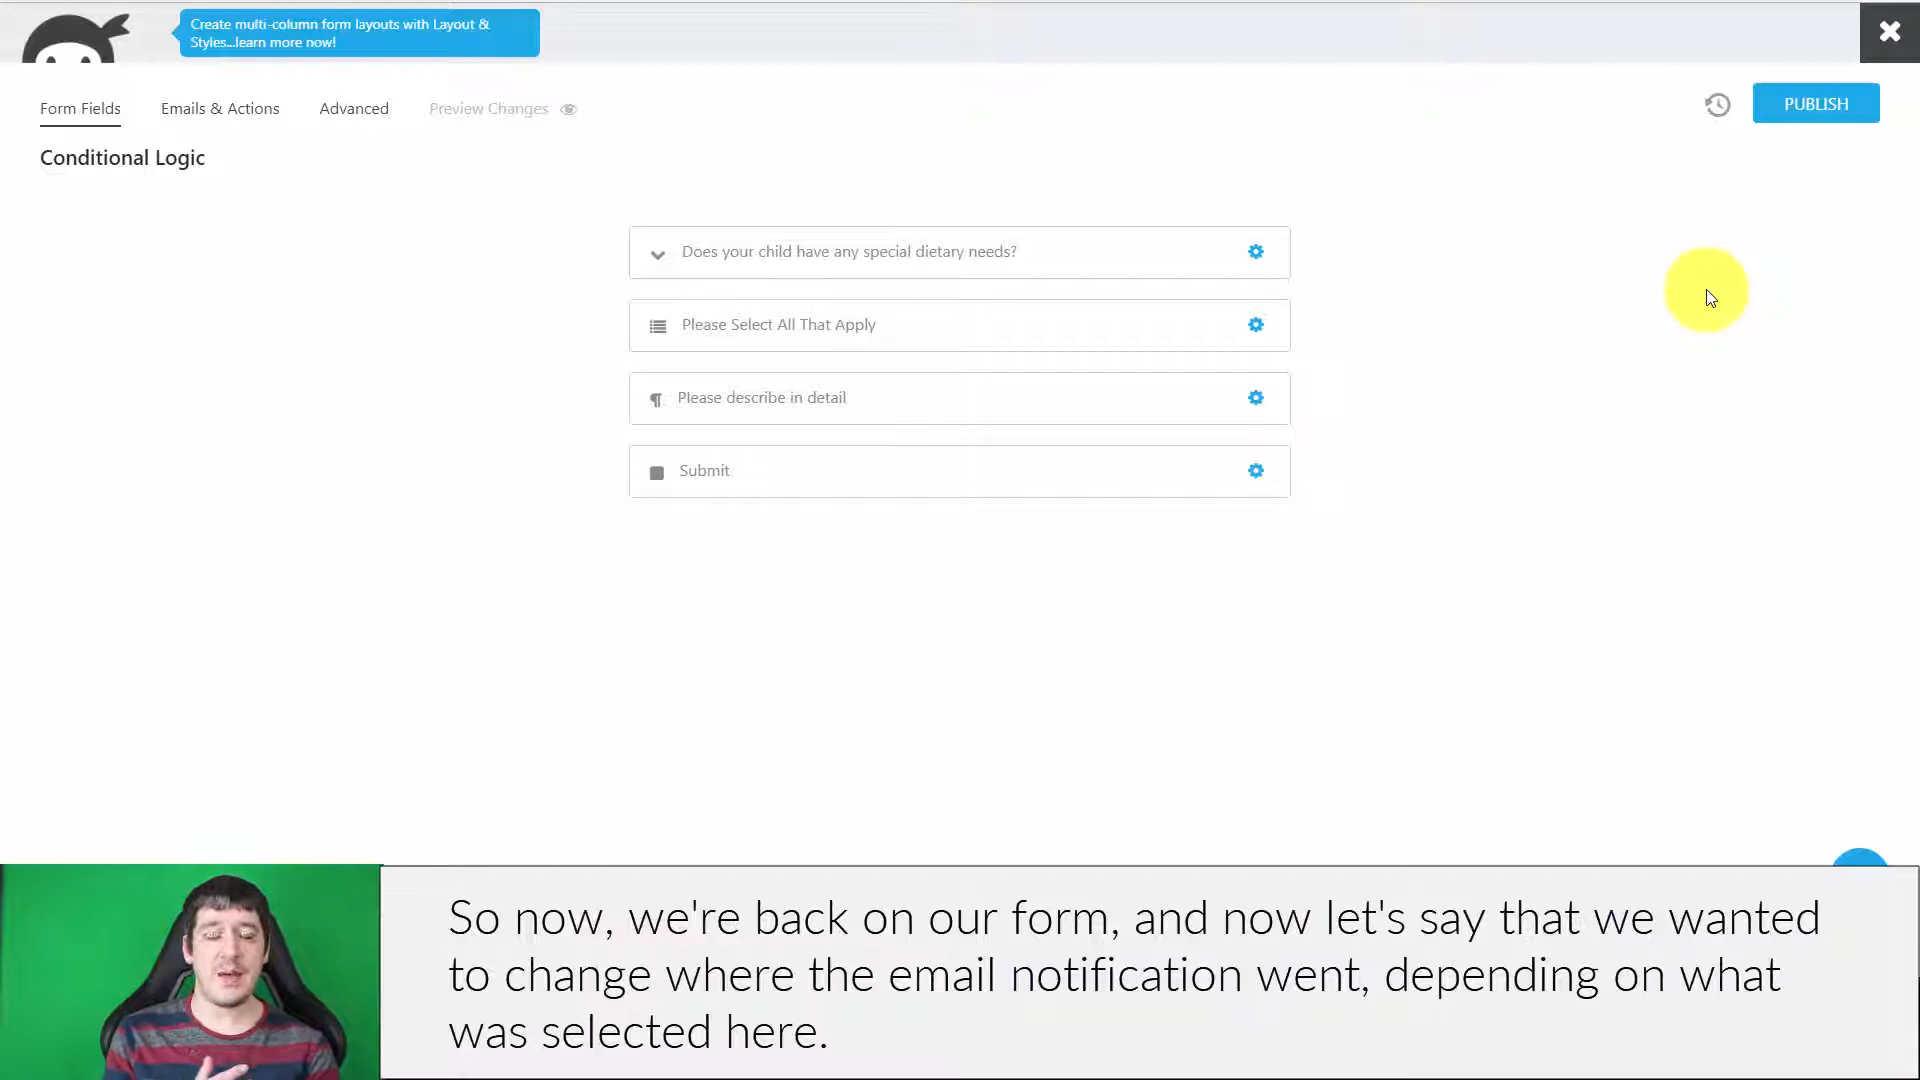 Create multi-column form layouts with Layout &
Styles...learn more now!
Form Fields
Emails & Actions
Advanced
Preview Changes
PUBLISH
Conditional Logic
Does your child have any special dietary needs?
Please Select All That Apply
Please describe in detail
Submit
So now, we're back on our form, and now let's say that we wanted
to change where the email notification went, depending on what
was selected here.